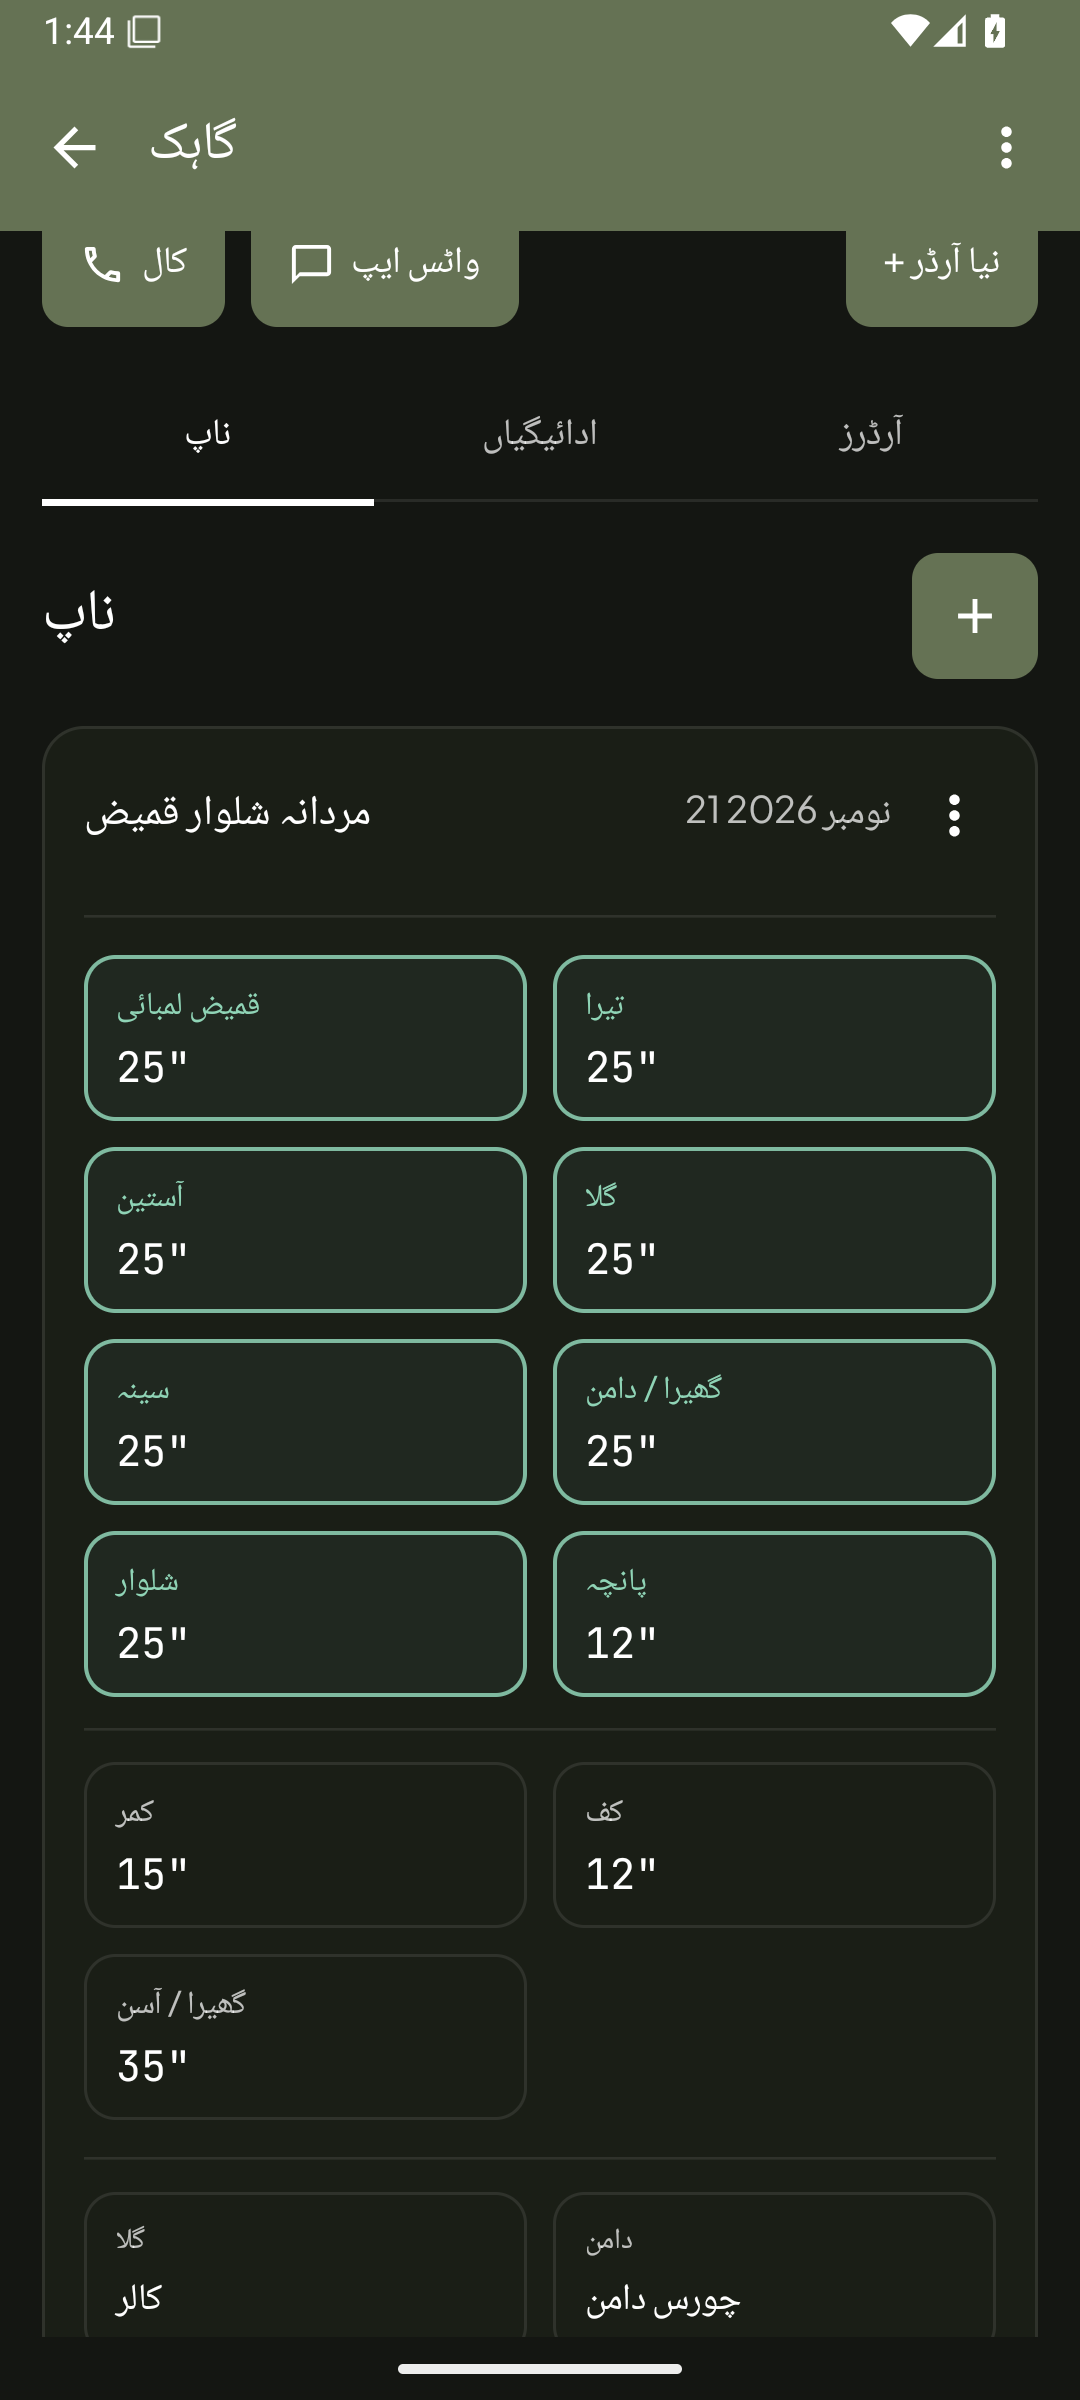 1:44
گاہک
کال
واٹس ایپ
نیا آرڈر +
ناپ
ادائیگیاں
آرڈرز
ناپ
مردانہ شلوار قمیض
21 نومبر 2026
قمیض لمبائی
25"
تیرا
25"
آستین
25"
گلا
25"
سینہ
25"
گھیرا / دامن
25"
شلوار
25"
پانچہ
12"
کمر
15"
کف
12"
گھیرا / آسن
35"
گلا
کالر
دامن
چورس دامن